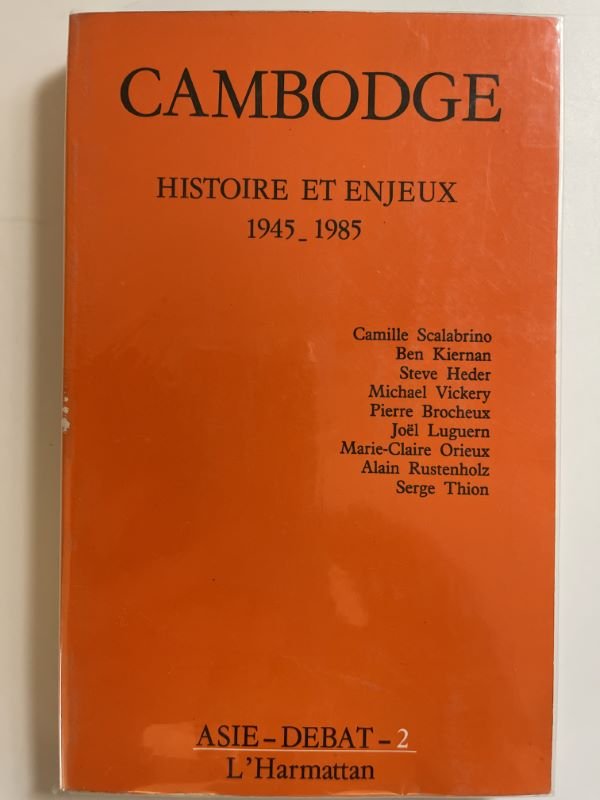 CAMBODGE
HISTOIRE ET ENJEUX
1945_1985
Camille Scalabrino
Ben Kiernan
Steve Heder
Michael Vickery
Pierre Brocheux
Joël Luguern
Marie-Claire Orieux
Alain Rustenholz
Serge Thion
ASIE – DEBAT – 2
L'Harmattan